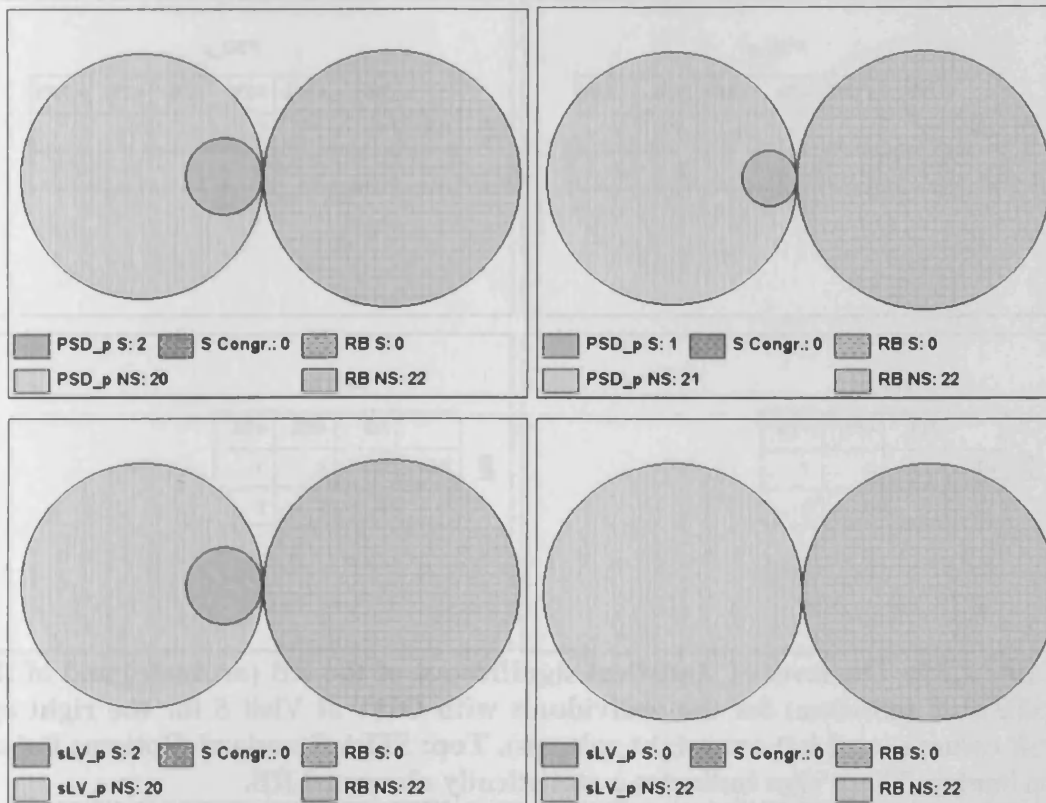 PSD_p S: 2 S Congr.: 0 RB S: 0
PSD_p NS: 20 RB NS: 22
PSD_p S: 1 S Congr.: 0 RB S: 0
PSD_p NS: 21 RB NS: 22
sLV_p S: 2 S Congr.: 0 RB S: 0
sLV_p NS: 20 RB NS: 22
sLV_p S: 0 S Congr.: 0 RB S: 0
sLV_p NS: 22 RB NS: 22